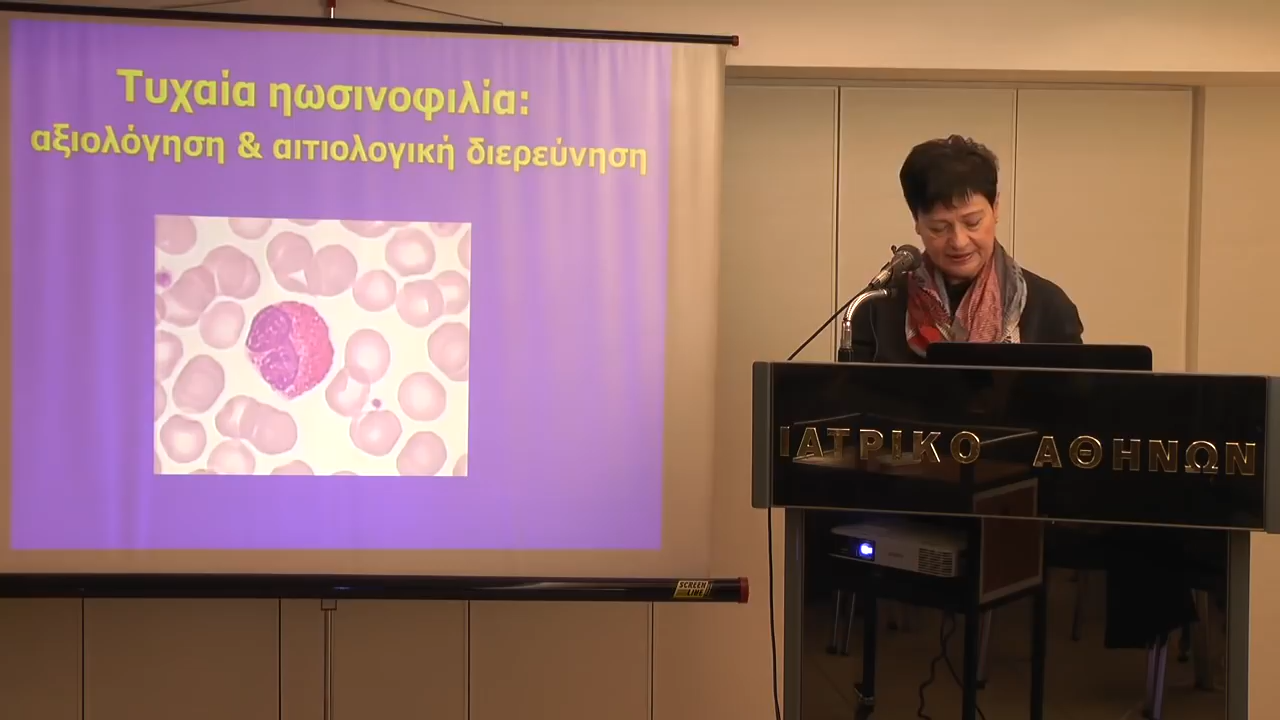 Τυχαία ηωσινοφιλία:
αξιολόγηση & αιτιολογική διερεύνηση
ΙΑΤΡΙΚΟ ΑΘΗΝΩΝ
SCREEN
LINE